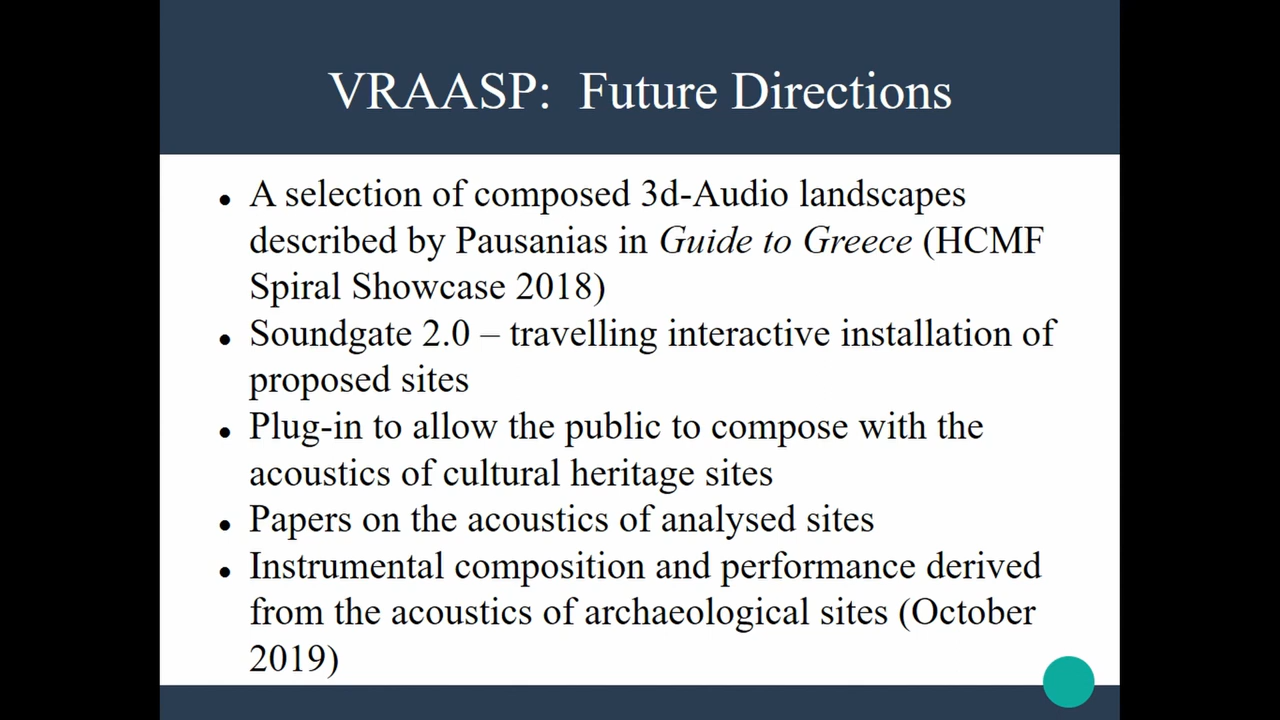 VRAASP: Future Directions
• A selection of composed 3d-Audio landscapes
described by Pausanias in Guide to Greece (HCMF
Spiral Showcase 2018)
• Soundgate 2.0 – travelling interactive installation of
proposed sites
• Plug-in to allow the public to compose with the
acoustics of cultural heritage sites
• Papers on the acoustics of analysed sites
• Instrumental composition and performance derived
from the acoustics of archaeological sites (October
2019)